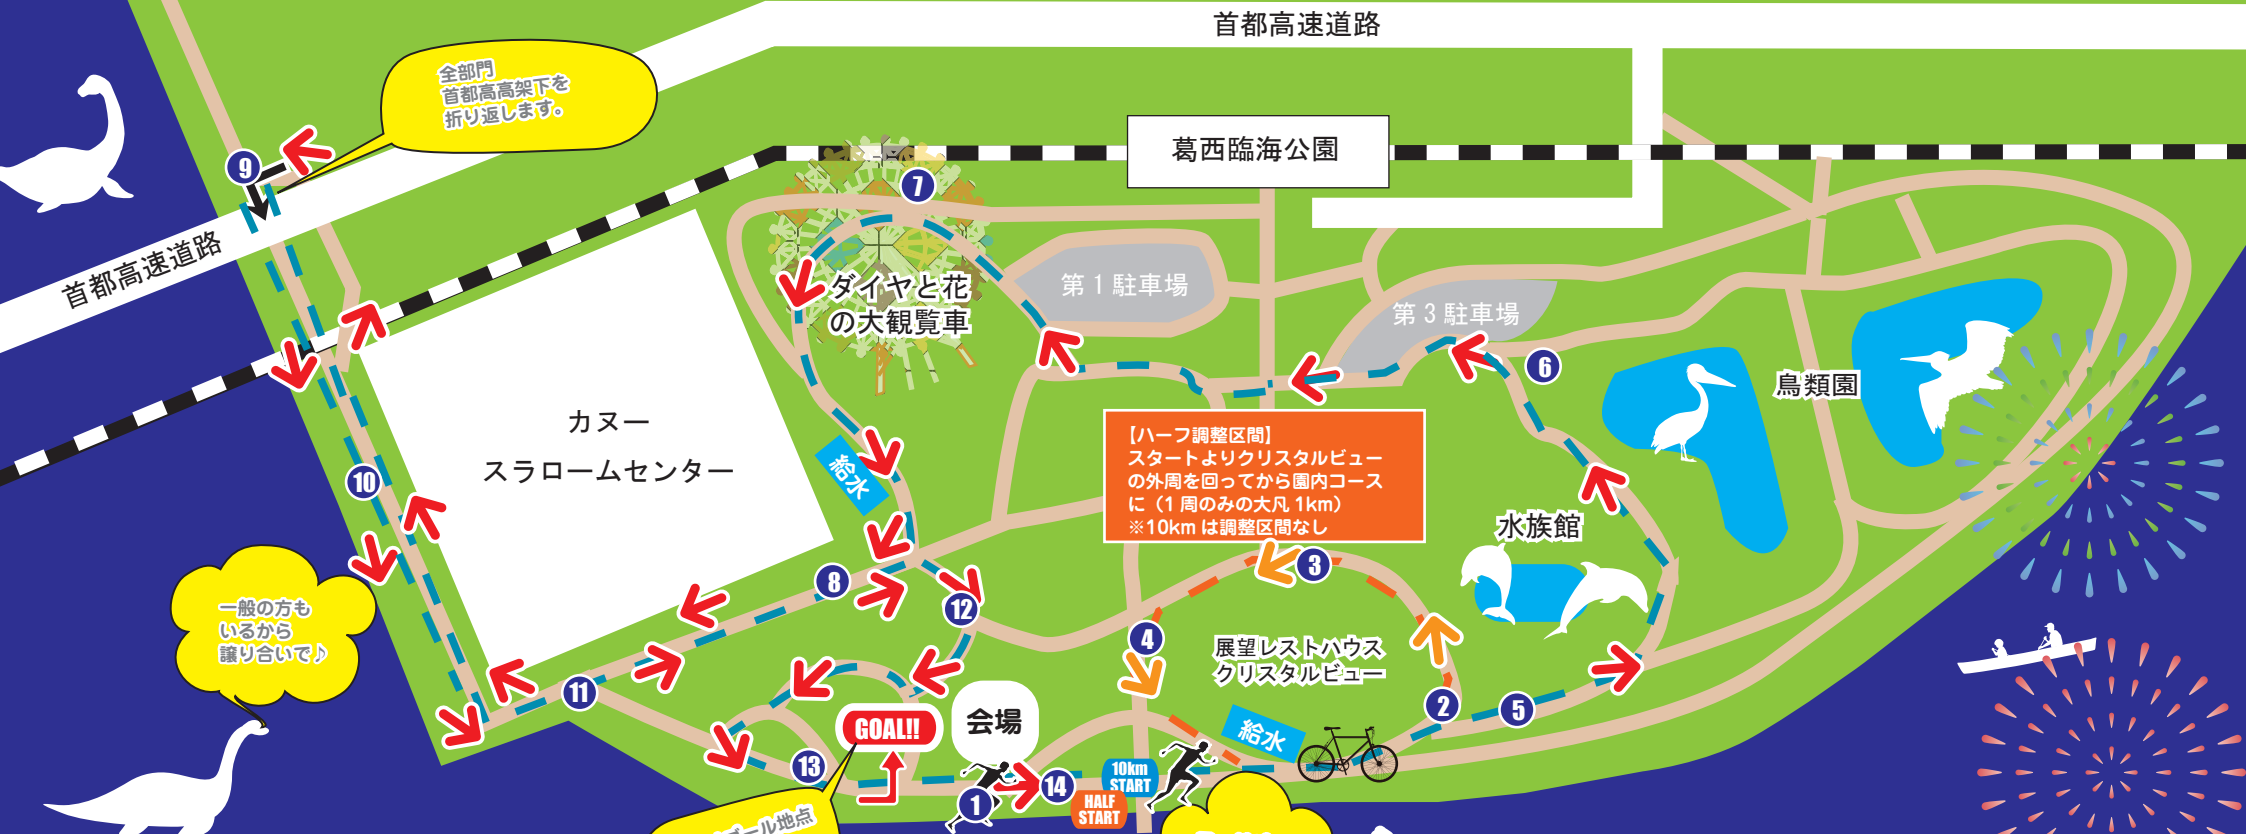 首都高速道路
全部門
首都高高架下を
折り返します。
葛西臨海公園
9
7
首都高速道路
ダイヤと花
の大観覧車
第1駐車場
第3駐車場
6
鳥類園
カヌー
スラロームセンター
【ハーフ調整区間】
スタートよりクリスタルビュー
の外周を回ってから園内コース
に（1周のみの大凡1km）
※10kmは調整区間なし
給水
10
水族館
3
8
12
一般の方も
いるから
譲り合いで♪
4
展望レストハウス
クリスタルビュー
11
2
5
GOAL!!
会場
給水
13
1
14
10km
START
HALF
START
ゴール地点